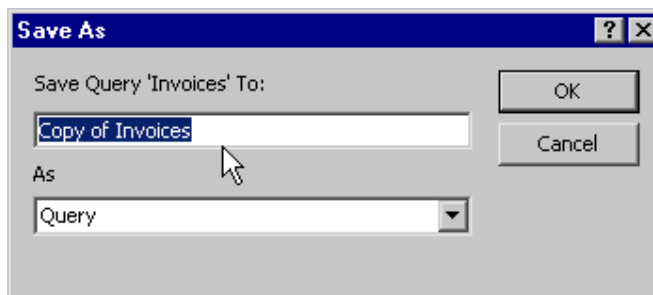 Save As
Save Query 'Invoices' To:
OK
Copy of Invoices
Cancel
As
Query